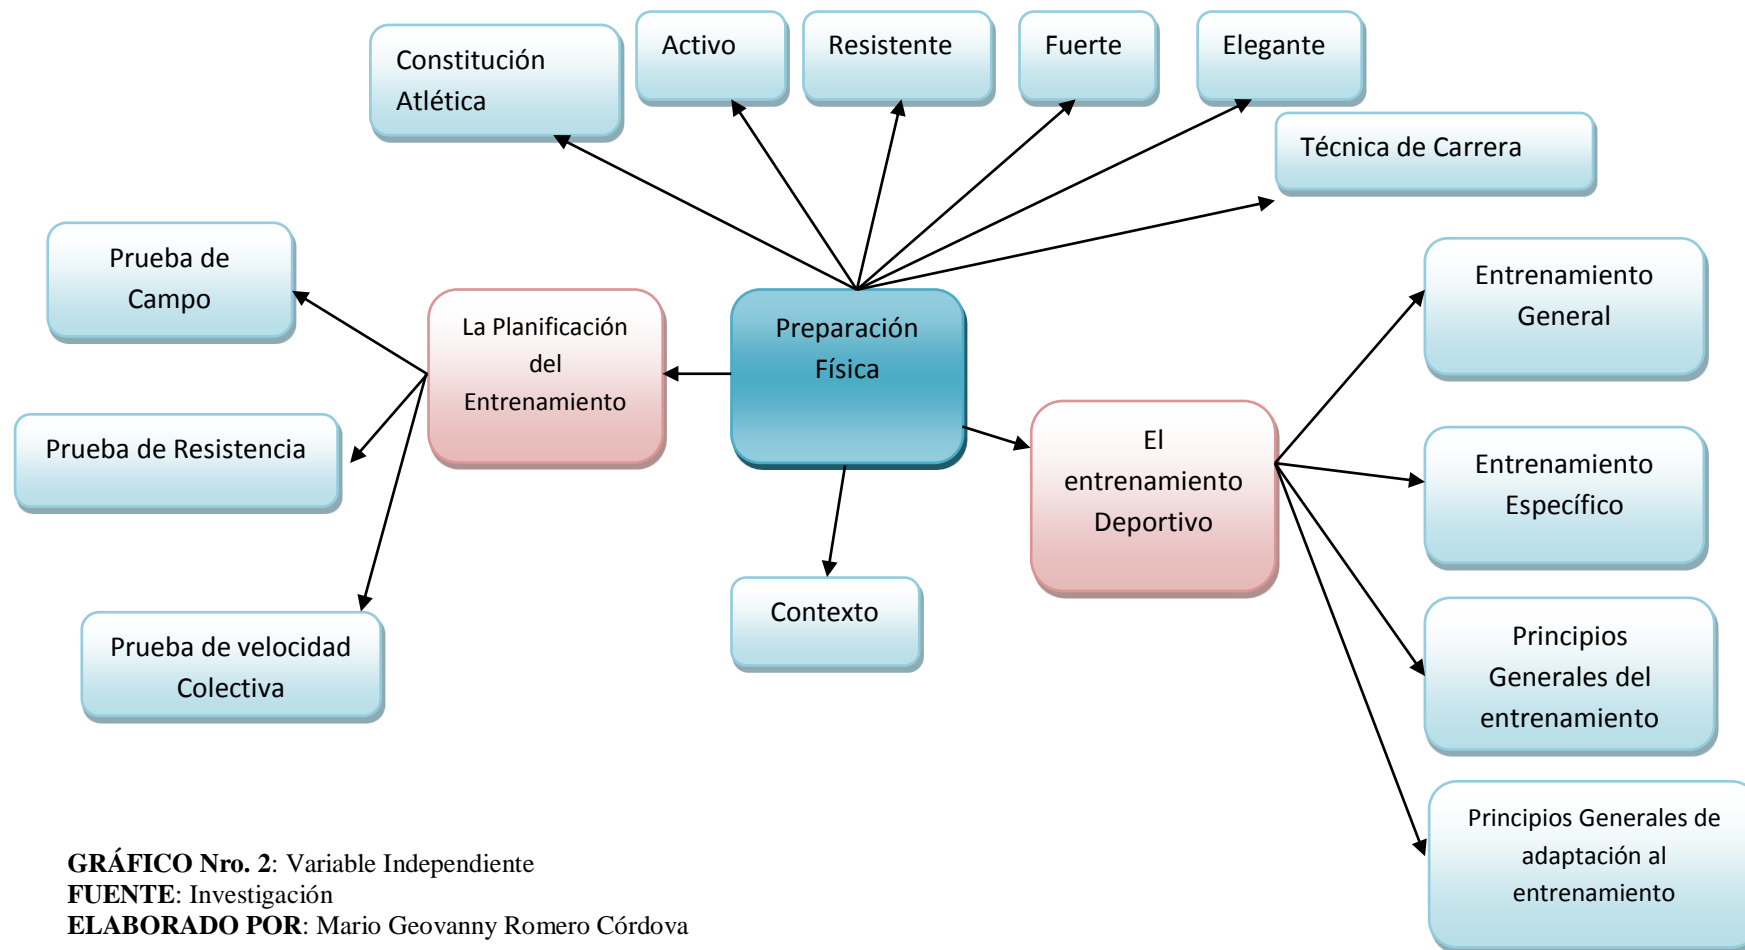 Constitución
Atlética
Activo
Resistente
Fuerte
Elegante
Técnica de Carrera
Prueba de
Campo
La Planificación
del
Entrenamiento
Preparación
Física
Entrenamiento
General
Prueba de Resistencia
El
entrenamiento
Deportivo
Entrenamiento
Específico
Prueba de velocidad
Colectiva
Contexto
Principios
Generales del
entrenamiento
Principios Generales de
adaptación al
entrenamiento
GRÁFICO Nro. 2: Variable Independiente
FUENTE: Investigación
ELABORADO POR: Mario Geovanny Romero Córdova